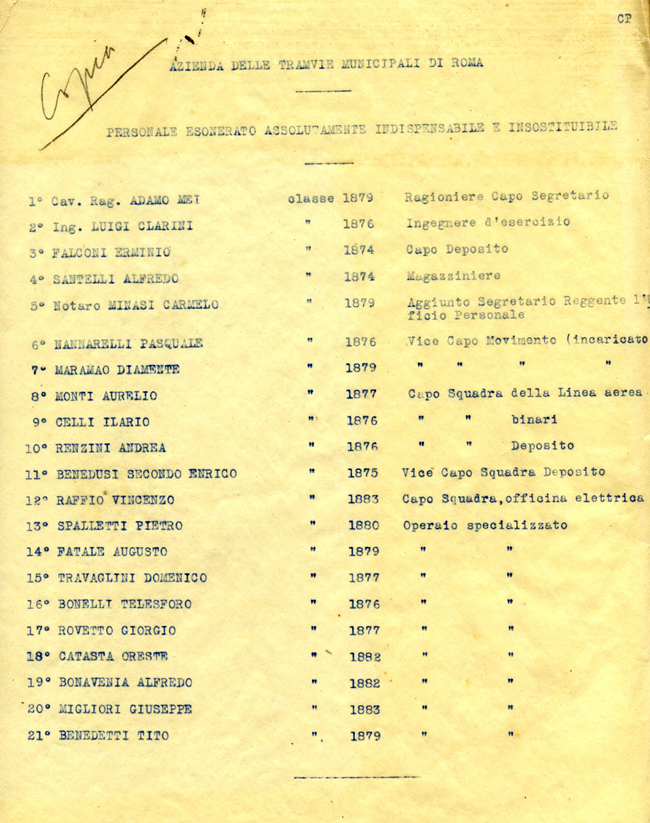 CP
Copia
AZIENDA DELLE TRAMVIE MUNICIPALI DI ROMA
PERSONALE ESONERATO ASSOLUTAMENTE INDISPENSABILE E INSOSTITUIBILE
1° Cav. Rag. ADAMO MEI classe 1879 Ragioniere Capo Segretario
2° Ing. LUIGI CLARINI " 1876 Ingegnere d'esercizio
3° FALCONI ERMINIO " 1874 Capo Deposito
4° SANTELLI ALFREDO " 1874 Magazziniere
5° Notaro MINASI CARMELO " 1879 Aggiunto Segretario Reggente l'U
ficio Personale
6° NANNARELLI PASQUALE " 1876 Vice Capo Movimento (incaricato
7° MARAMAO DIAMENTE " 1879 " " " "
8° MONTI AURELIO " 1877 Capo Squadra della Linea aerea
9° CELLI ILARIO " 1876 " " binari
10° RENZINI ANDREA " 1876 " " Deposito
11° BENEDUSI SECONDO ENRICO " 1875 Vice Capo Squadra Deposito
12° RAFFIO VINCENZO " 1883 Capo Squadra,officina elettrica
13° SPALLETTI PIETRO " 1880 Operaio specializzato
14° FATALE AUGUSTO " 1879 " "
15° TRAVAGLINI DOMENICO " 1877 " "
16° BONELLI TELESFORO " 1876 " "
17° ROVETTO GIORGIO " 1877 " "
18° CATASTA ORESTE " 1882 " "
19° BONAVENIA ALFREDO " 1882 " "
20° MIGLIORI GIUSEPPE " 1883 " "
21° BENEDETTI TITO ". 1879 " "